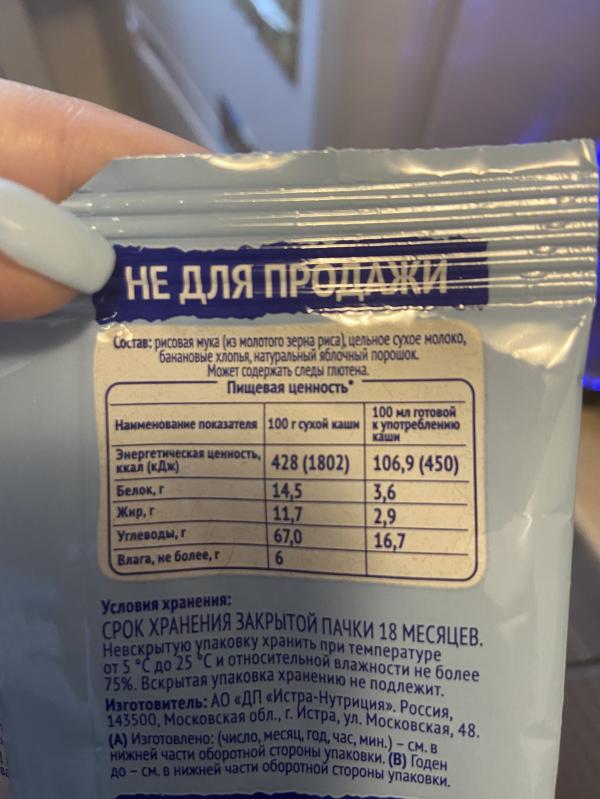 НЕ ДЛЯ ПРОДАЖИ
Состав: рисовая мука (из молотого зерна риса), цельное сухое молоко,
банановые хлопья, натуральный яблочный порошок.
Может содержать следы глютена.
Пищевая ценность*
Наименование показателя 100 г сухой каши 100 мл готовой к употреблению каши
Энергетическая ценность, ккал (кДж) 428 (1802) 106,9 (450)
Белок, г 14,5 3,6
Жир, г 11,7 2,9
Углеводы, г 67,0 16,7
Влага, не более, г 6
Условия хранения:
СРОК ХРАНЕНИЯ ЗАКРЫТОЙ ПАЧКИ 18 МЕСЯЦЕВ.
Невскрытую упаковку хранить при температуре
от 5 °С до 25 °С и относительной влажности не более
75%. Вскрытая упаковка хранению не подлежит.
Изготовитель: АО «ДП «Истра-Нутриция». Россия,
143500, Московская обл., г. Истра, ул. Московская, 48.
(А) Изготовлено: (число, месяц, год, час, мин.) – см. в
нижней части оборотной стороны упаковки. (В) Годен
до – см. в нижней части оборотной стороны упаковки.